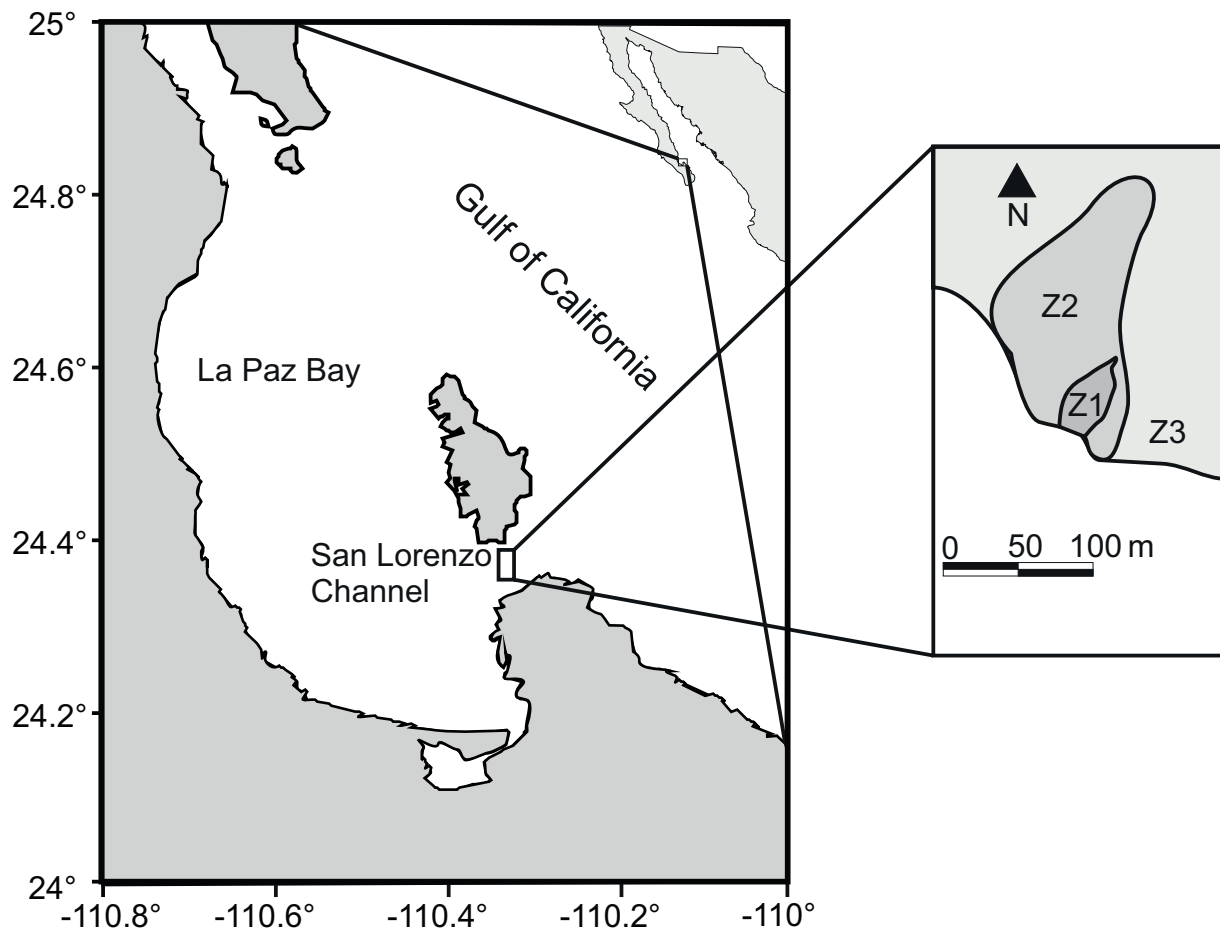 25°
24.8°
24.6°
24.4°
24.2°
24°
-110.8°
-110.6°
-110.4°
-110.2°
-110°
Gulf of California
La Paz Bay
San Lorenzo
Channel
N
Z2
Z1
Z3
0 50 100 m